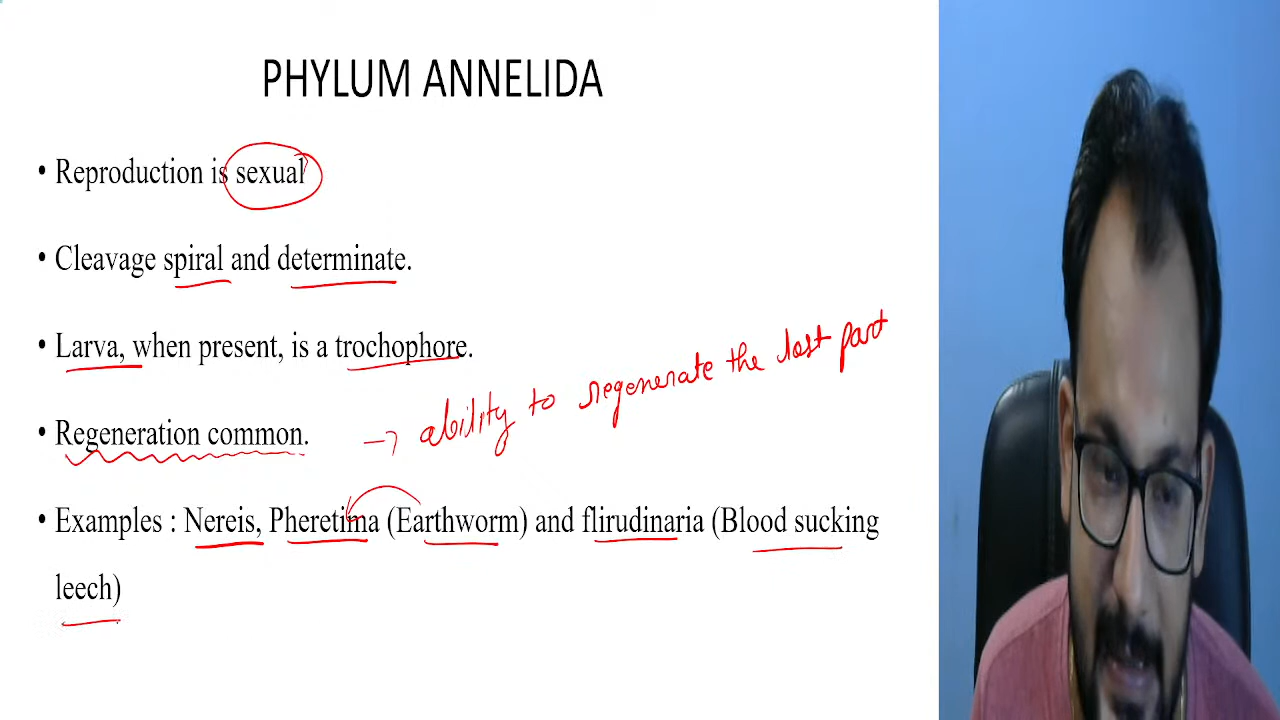 PHYLUM ANNELIDA
• Reproduction is sexual
• Cleavage spiral and determinate.
• Larva, when present, is a trochophore.
• Regeneration common. → ability to regenerate the lost part
• Examples : Nereis, Pheretima (Earthworm) and flirudinaria (Blood sucking
leech)